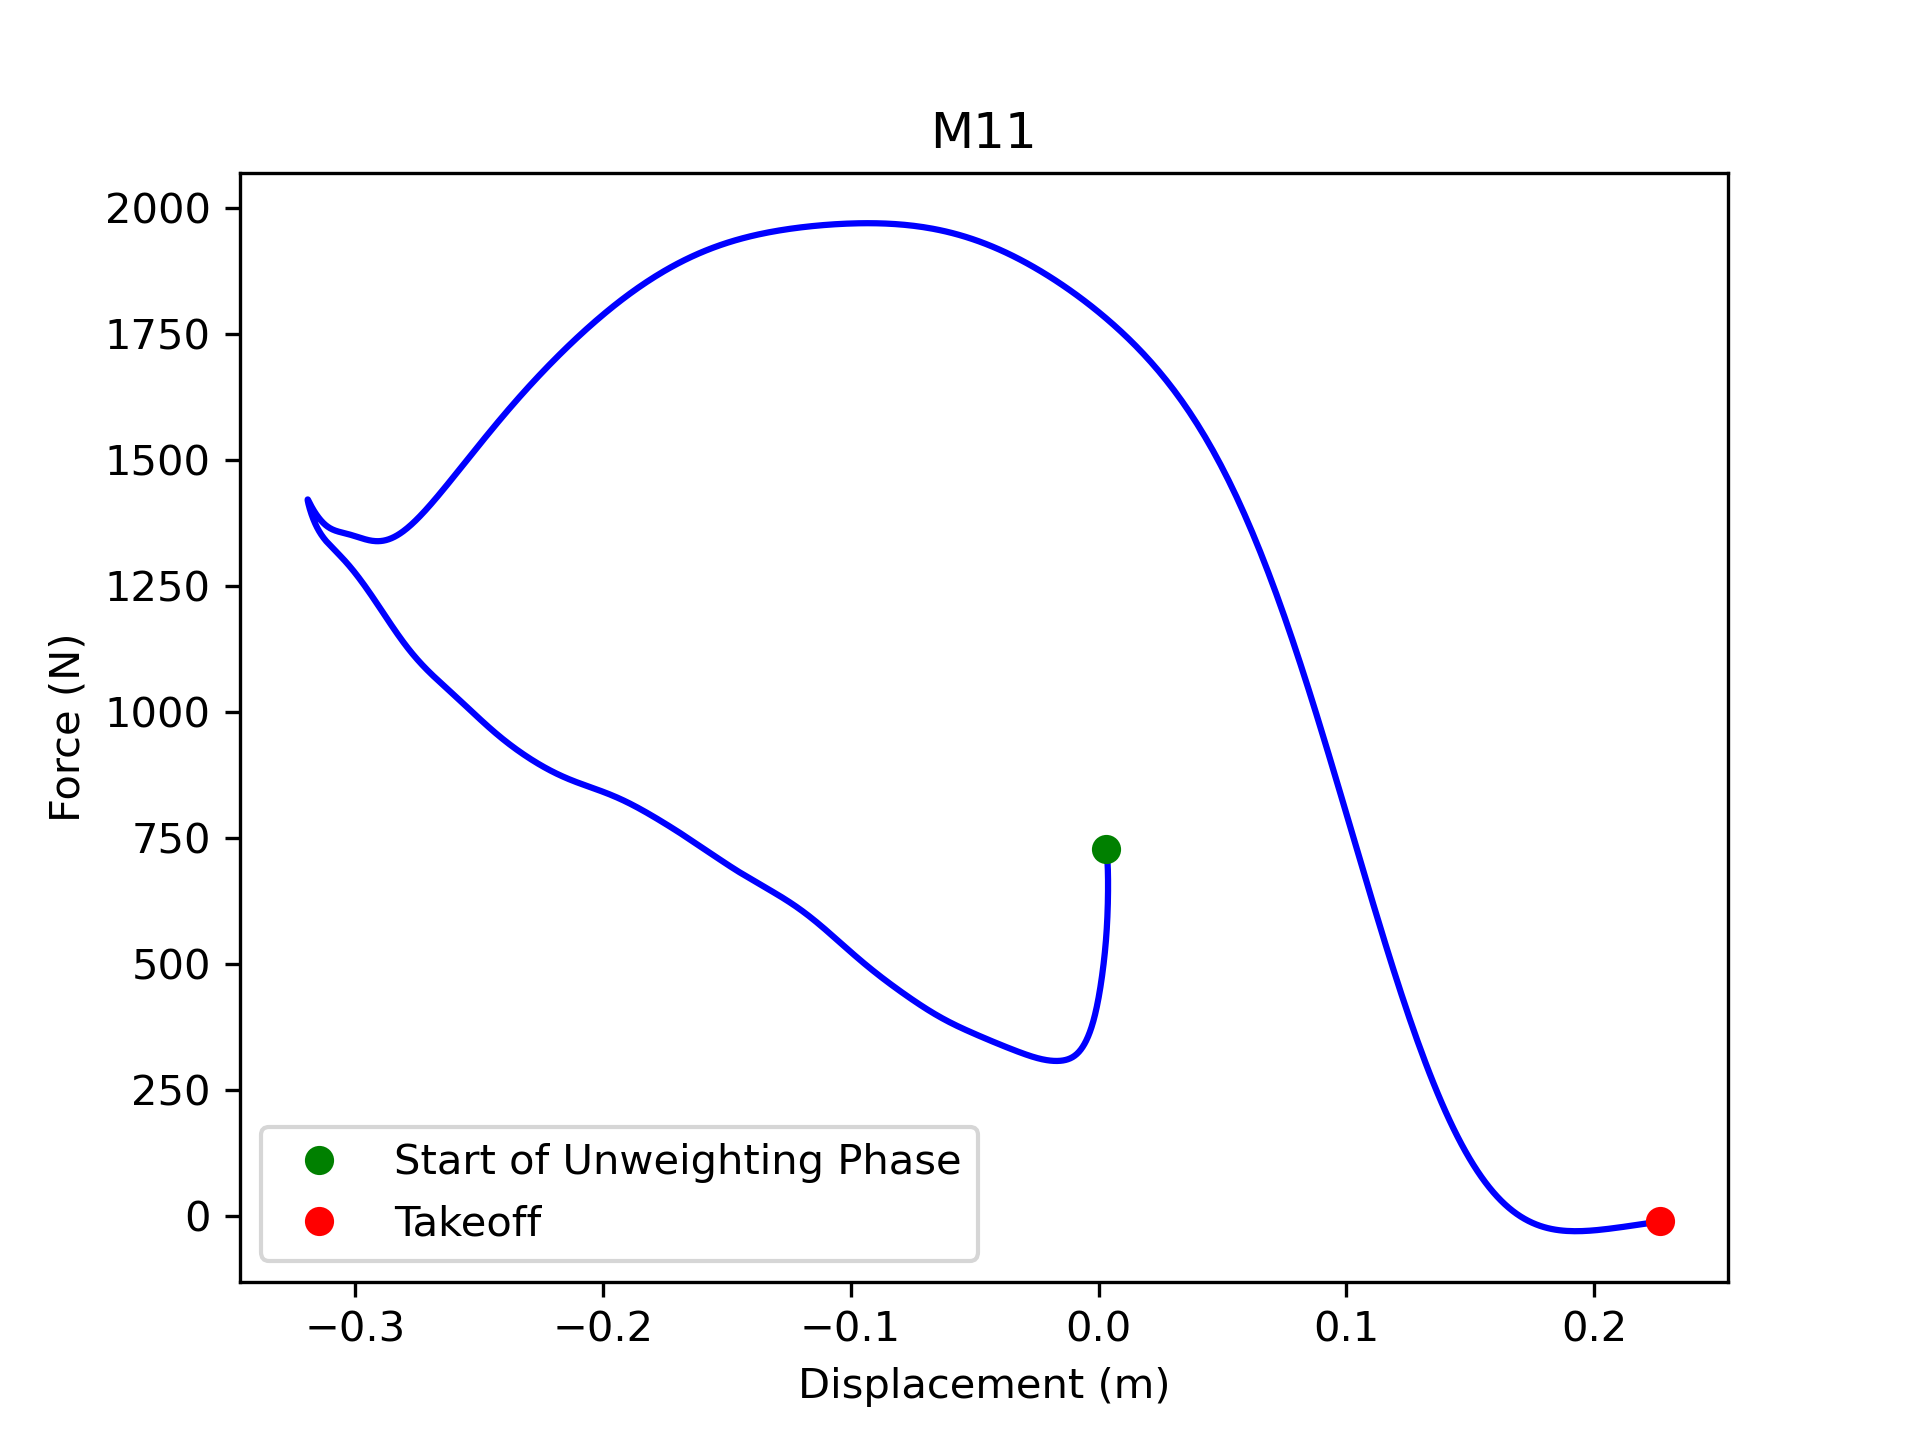 M11
2000
1750
1500
1250
1000
750
500
250
0
Force (N)
Start of Unweighting Phase
Takeoff
−0.3 −0.2 −0.1 0.0 0.1 0.2
Displacement (m)